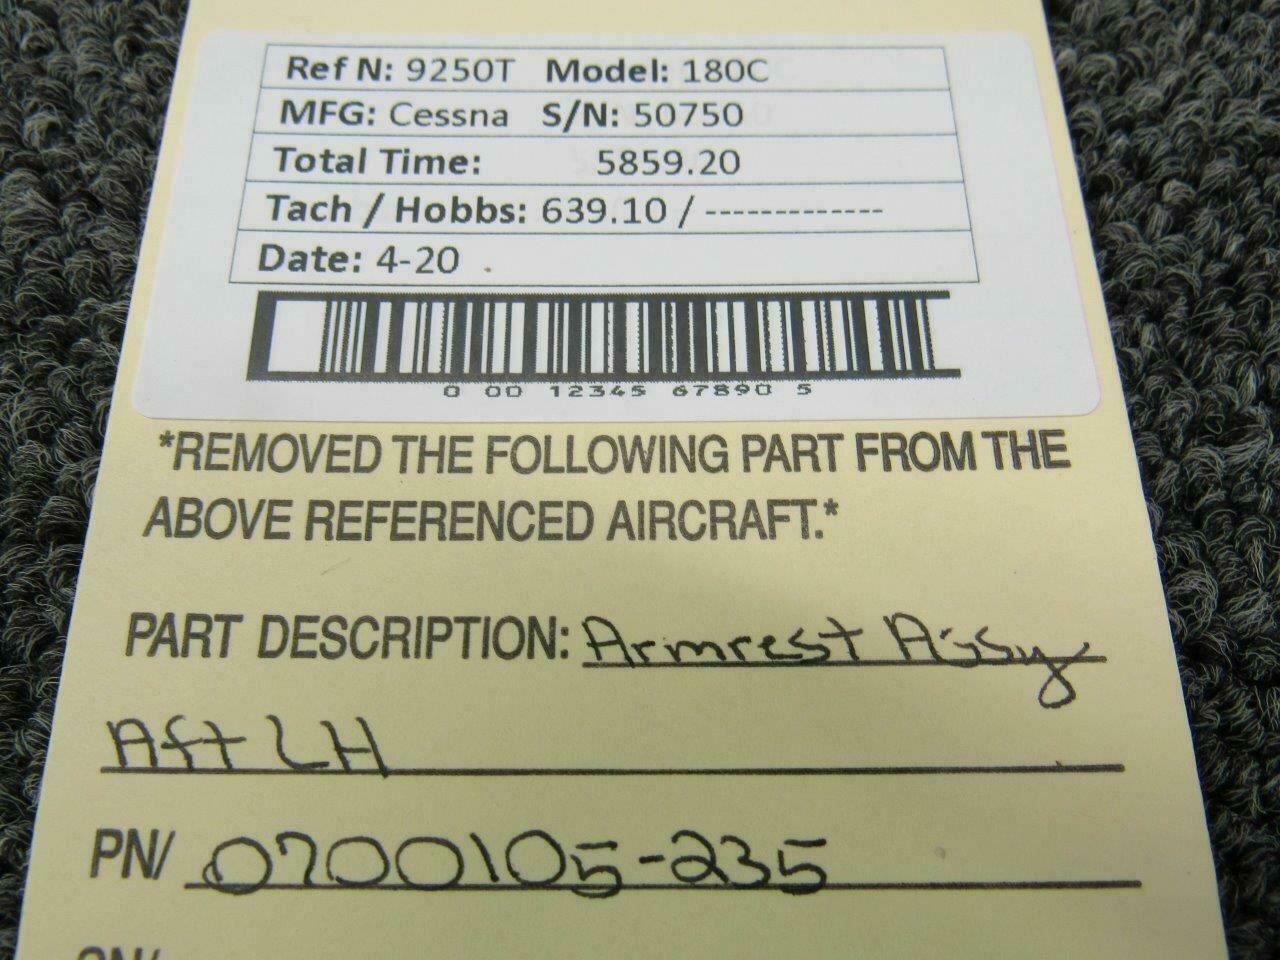 Ref N: 9250T Model: 180C
MFG: Cessna S/N: 50750
Total Time: 5859.20
Tach / Hobbs: 639.10 / -------------
Date: 4-20
0 00 12345 67890 5
*REMOVED THE FOLLOWING PART FROM THE
ABOVE REFERENCED AIRCRAFT.*
PART DESCRIPTION: Armrest Assy
Aft LH
PN/ 0700105-235